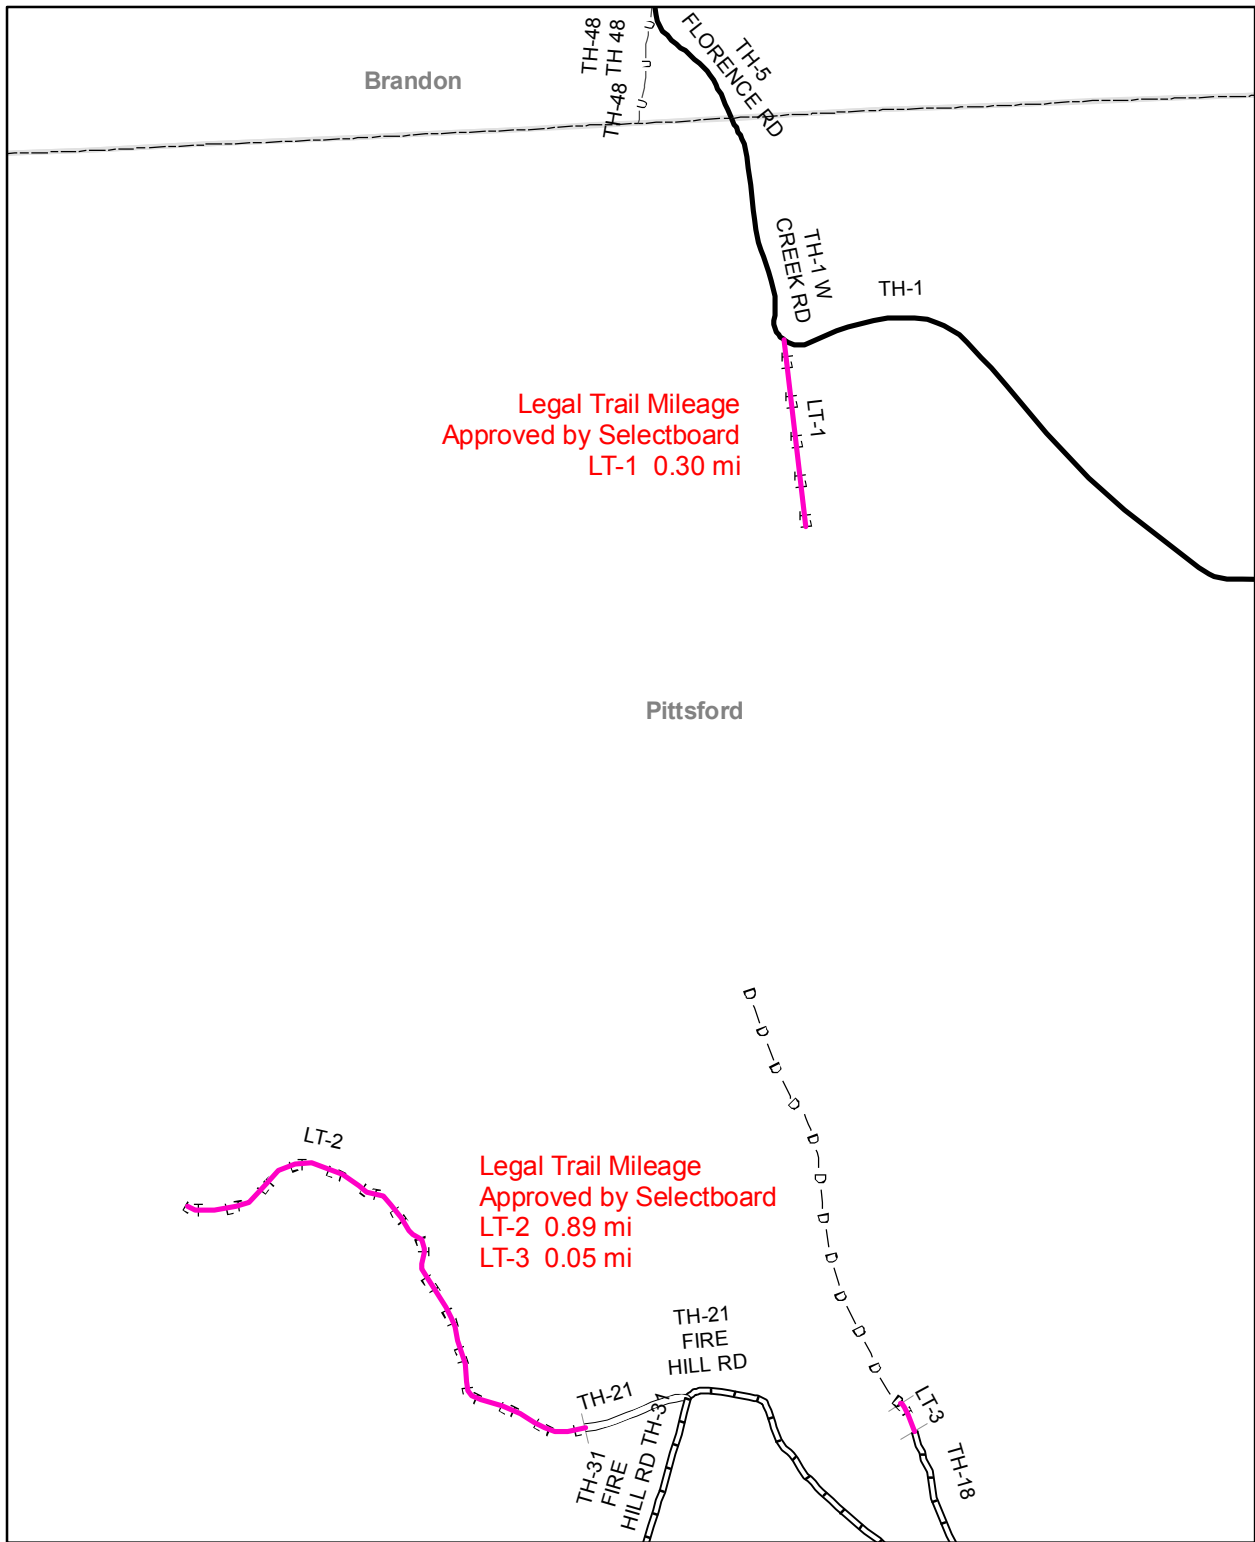 TH-48
TH 48
TH-48
TH-5
FLORENCE RD
Brandon
TH-1 W
CREEK RD
TH-1
Legal Trail Mileage
Approved by Selectboard
LT-1 0.30 mi
LT-1
Pittsford
LT-2
Legal Trail Mileage
Approved by Selectboard
LT-2 0.89 mi
LT-3 0.05 mi
TH-21
FIRE
HILL RD
TH-21
TH-31
FIRE
HILL RD TH-31
LT-3
TH-18